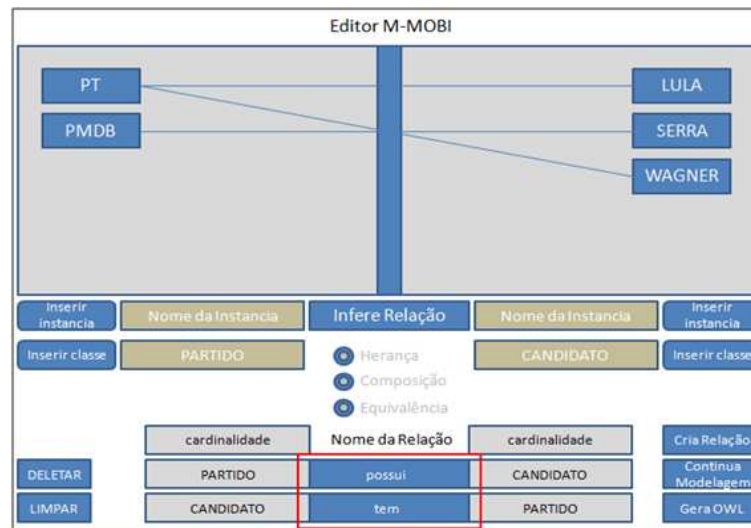 Editor M-MOBI
PT
LULA
PMDB
SERRA
WAGNER
Inserir instancia
Nome da Instancia
Infere Relação
Nome da Instancia
Inserir instancia
Inserir classe
PARTIDO
Herança
CANDIDATO
Inserir classe
Composição
Equivalência
cardinalidade
Nome da Relação
cardinalidade
Cria Relação
DELETAR
PARTIDO
possui
CANDIDATO
Continua Modelagem
LIMPAR
CANDIDATO
tem
PARTIDO
Gera OWL